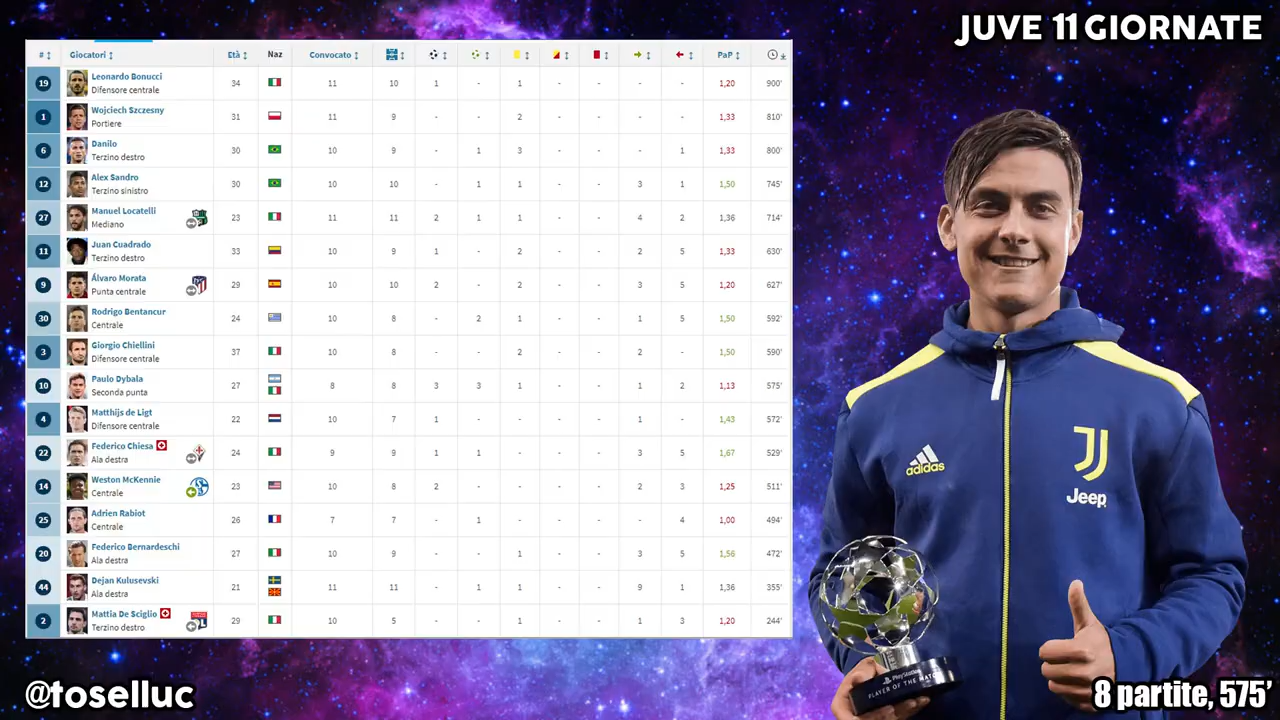 JUVE 11 GIORNATE
# Giocatori Età Naz Convocato PaP
19 Leonardo Bonucci 34 11 10 1 - 1 - - - - 1,20 900'
Difensore centrale
1 Wojciech Szczesny 31 11 9 - - 2 - - - - 1,33 810'
Portiere
6 Danilo 30 10 9 - 1 3 - - - 1 1,33 800'
Terzino destro
12 Alex Sandro 30 10 10 - 1 1 - - 3 1 1,50 745'
Terzino sinistro
27 Manuel Locatelli 23 11 11 2 1 1 - - 4 2 1,36 714'
Mediano
11 Juan Cuadrado 33 10 9 1 - 2 - - 2 5 1,33 630'
Terzino destro
9 Álvaro Morata 29 10 2 - 2 - - 3 5 1,20 627'
Punta centrale
30 Rodrigo Bentancur 24 10 8 - 2 - - 1 5 1,50 592'
Centrale
3 Giorgio Chiellini 37 10 8 - - 2 - - 2 - 1,50 590'
Difensore centrale
10 Paulo Dybala 27 8 8 3 3 1 - - 1 2 1,13 575'
Seconda punta
4 Matthijs de Ligt 22 10 7 1 - - - - - 1,43 572'
Difensore centrale
22 Federico Chiesa 24 9 9 1 1 - - 5 1,67 529'
Ala destra
14 Weston McKennie 23 10 8 2 - - - 3 1,25 511'
Centrale
25 Adrien Rabiot 26 7 7 - 1 - - - - 4 1,00 494'
Centrale
20 Federico Bernardeschi 27 10 9 - - - - 3 5 1,56 472'
Ala destra
44 Dejan Kulusevski 21 11 11 - 1 1 - - 9 1 1,36 355'
Ala destra
2 Mattia De Sciglio 29 10 5 - 1 - - - 1 3 1,20 249'
Terzino destro
adidas
Jeep
PlayStation
PLAYER OF THE MATCH
@toselluc
8 partite, 575’